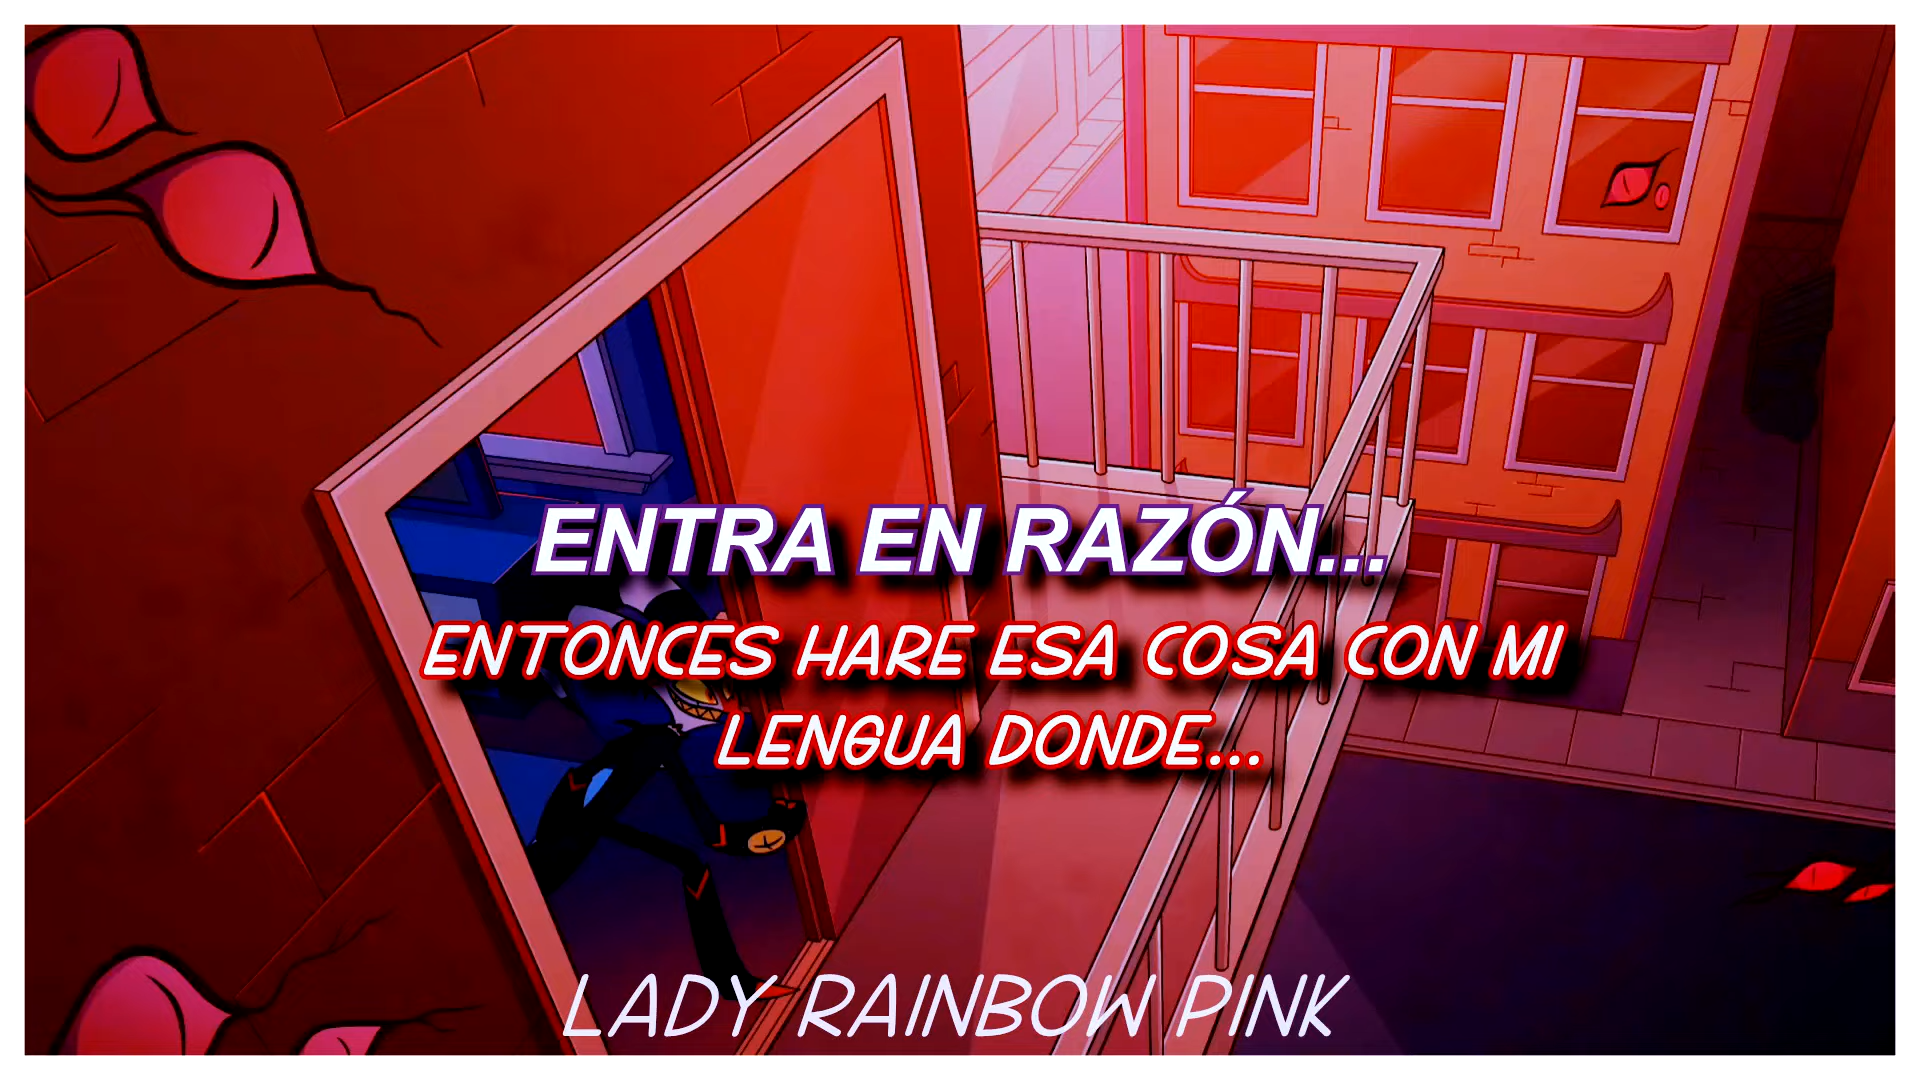 ENTRA EN RAZÓN...
ENTONCES HARE ESA COSA CON MI
LENGUA DONDE...
LADY RAINBOW PINK